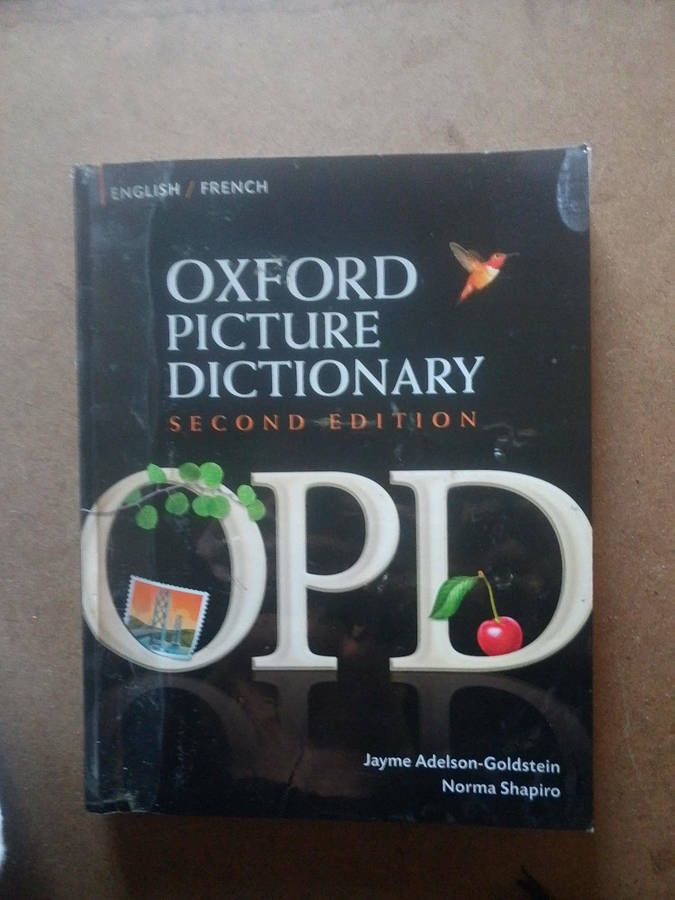 ENGLISH / FRENCH
OXFORD
PICTURE
DICTIONARY
SECOND EDITION
OPD
Jayme Adelson-Goldstein
Norma Shapiro